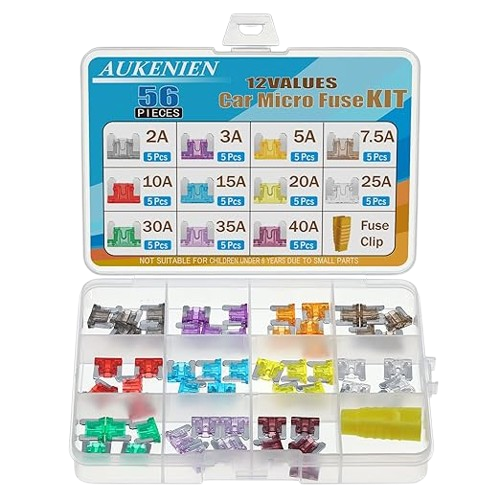 AUKENIEN
12VALUES
56
PIECES
Car Micro Fuse KIT
2A
5 Pcs
3A
5 Pcs
5A
5 Pcs
7.5A
5 Pcs
10A
5 Pcs
15A
5 Pcs
20A
5 Pcs
25A
5 Pcs
30A
5 Pcs
35A
5 Pcs
40A
5 Pcs
Fuse
Clip
NOT SUITABLE FOR CHILDREN UNDER 6 YEARS DUE TO SMALL PARTS